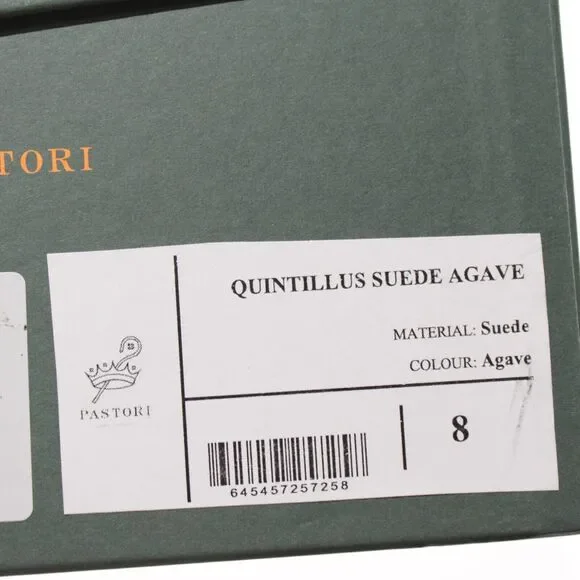 TORI
QUINTILLUS SUEDE AGAVE
MATERIAL: Suede
COLOUR: Agave
PASTORI
8
645457257258